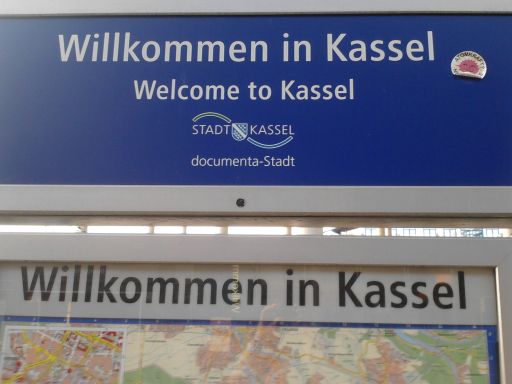 Willkommen in Kassel
Welcome to Kassel
STADT KASSEL
documenta-Stadt
Willkommen in Kassel